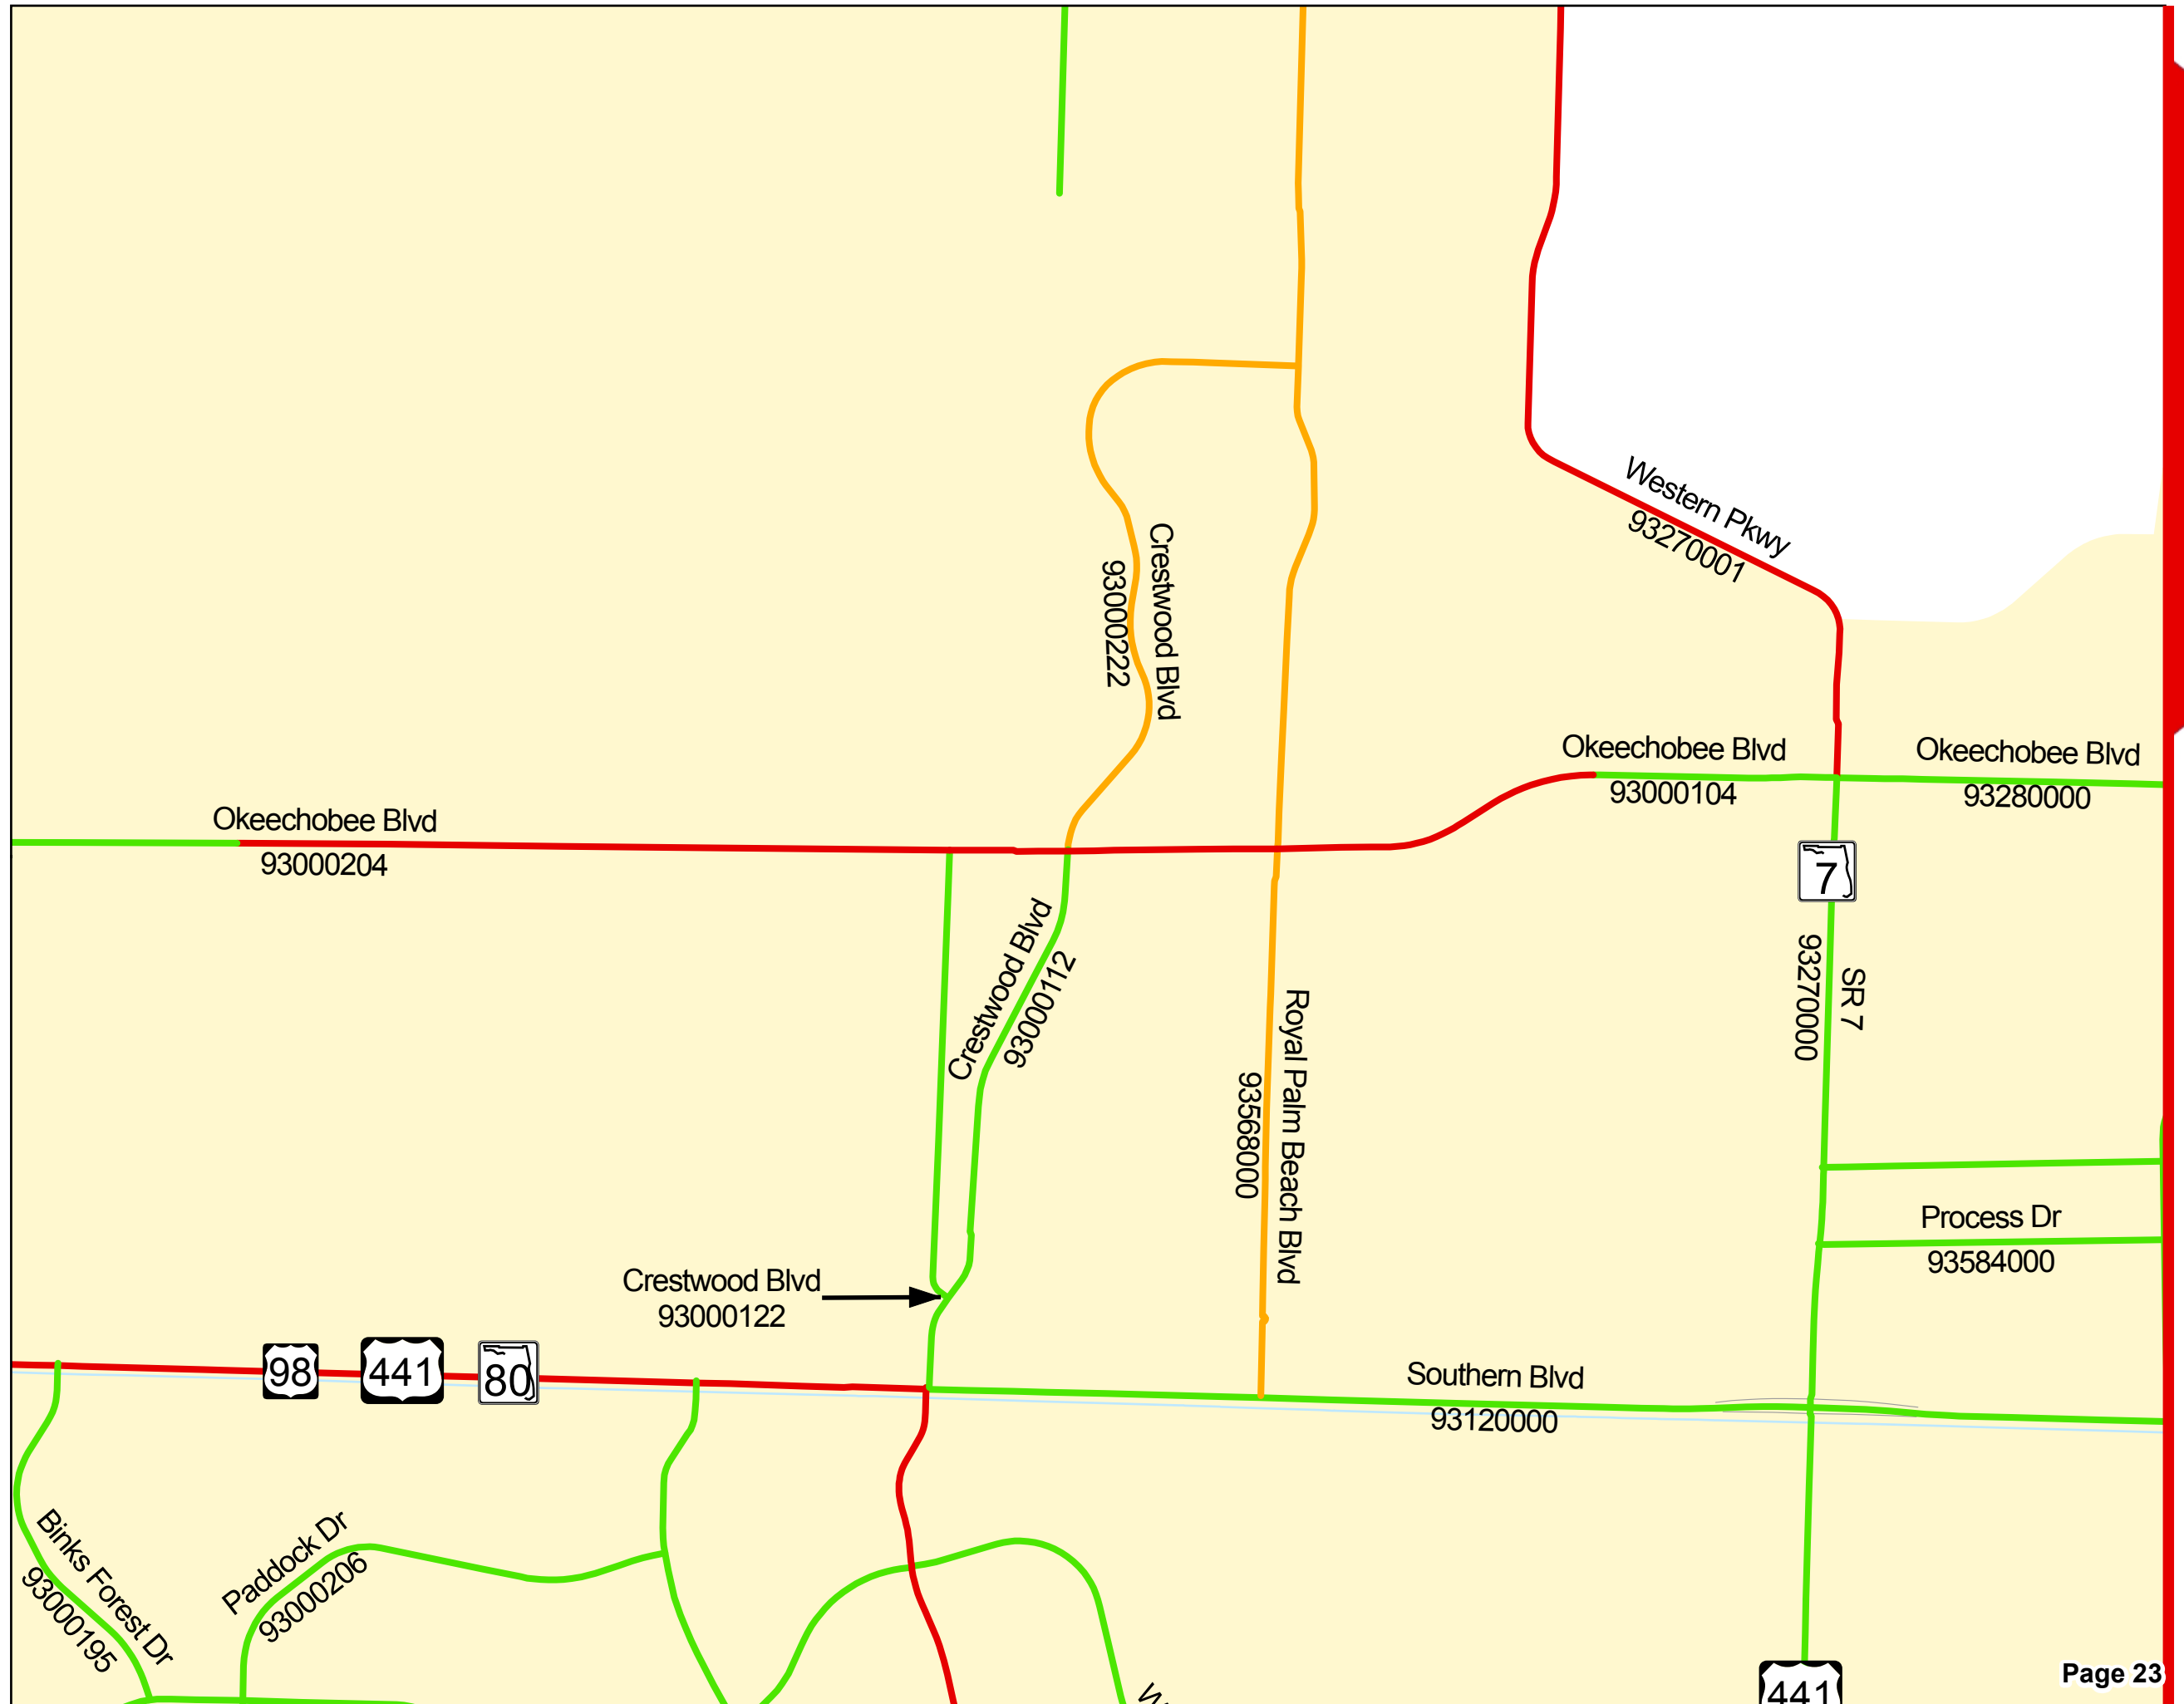 Western Pkwy
93270001
Crestwood Blvd
93000222
Okeechobee Blvd
93000104
Okeechobee Blvd
93280000
Okeechobee Blvd
93000204
7
SR 7
93270000
Crestwood Blvd
93000112
Royal Palm Beach Blvd
93568000
Process Dr
93584000
Crestwood Blvd
93000122
98
441
80
Southern Blvd
93120000
Binks Forest Dr
93000195
Paddock Dr
93000206
441
Page 23